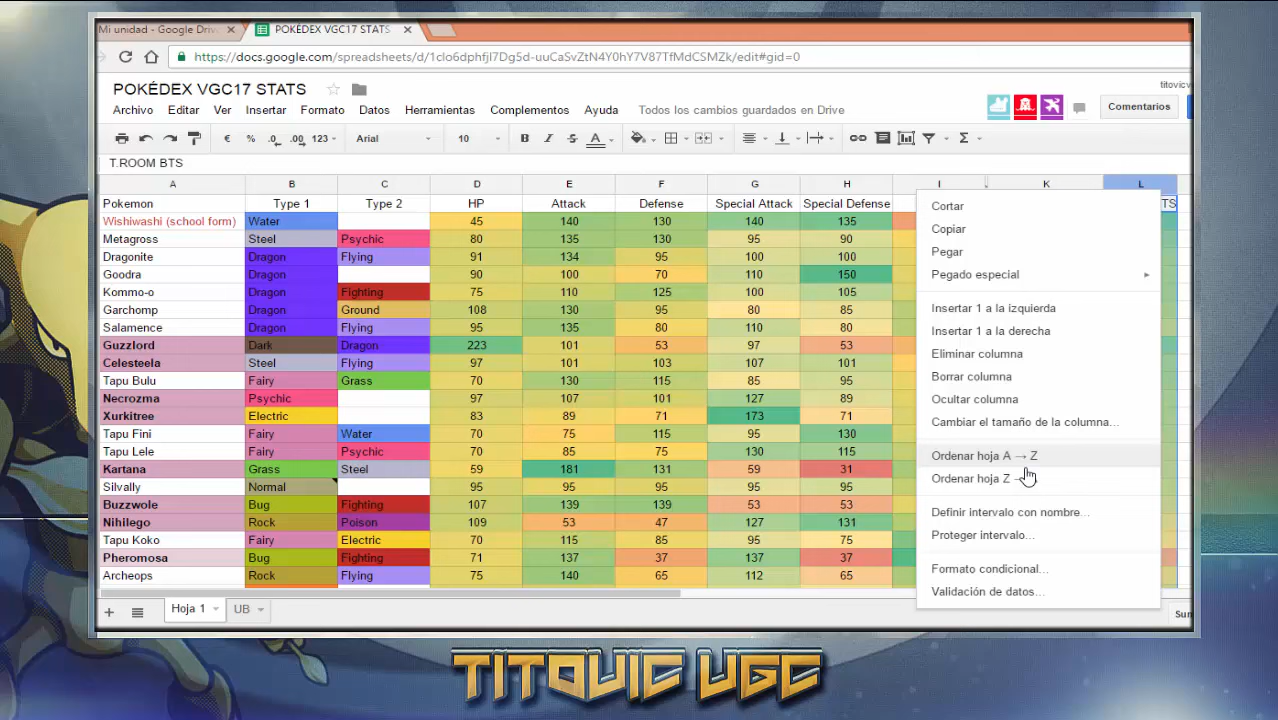 Mi unidad - Google Driv × POKÉDEX VGC17 STATS ×
https://docs.google.com/spreadsheets/d/1clo6dphfjl7Dg5d-uuCaSvZtN4Y0hY7V87TfMdCSMZk/edit#gid=0
POKÉDEX VGC17 STATS
titovicv
Archivo Editar Ver Insertar Formato Datos Herramientas Complementos Ayuda Todos los cambios guardados en Drive Comentarios
€ % .0 .00 123 Arial 10 B I S A Σ
T.ROOM BTS
A B C D E F G H I K L
Pokemon Type 1 Type 2 HP Attack Defense Special Attack Special Defense TS
Wishiwashi (school form) Water 45 140 130 140 135
Metagross Steel Psychic 80 135 130 95 90
Dragonite Dragon Flying 91 134 95 100 100
Goodra Dragon 90 100 70 110 150
Kommo-o Dragon Fighting 75 110 125 100 105
Garchomp Dragon Ground 108 130 95 80 85
Salamence Dragon Flying 95 135 80 110 80
Guzzlord Dark Dragon 223 101 53 97 53
Celesteela Steel Flying 97 101 103 107 101
Tapu Bulu Fairy Grass 70 130 115 85 95
Necrozma Psychic 97 107 101 127 89
Xurkitree Electric 83 89 71 173 71
Tapu Fini Fairy Water 70 75 115 95 130
Tapu Lele Fairy Psychic 70 85 75 130 115
Kartana Grass Steel 59 181 131 59 31
Silvally Normal 95 95 95 95 95
Buzzwole Bug Fighting 107 139 139 53 53
Nihilego Rock Poison 109 53 47 127 131
Tapu Koko Fairy Electric 70 115 85 95 75
Pheromosa Bug Fighting 71 137 37 137 37
Archeops Rock Flying 75 140 65 112 65
Cortar
Copiar
Pegar
Pegado especial
Insertar 1 a la izquierda
Insertar 1 a la derecha
Eliminar columna
Borrar columna
Ocultar columna
Cambiar el tamaño de la columna...
Ordenar hoja A → Z
Ordenar hoja Z →
Definir intervalo con nombre...
Proteger intervalo...
Formato condicional...
Validación de datos...
+ Hoja 1 UB Sum
TITOVIC VGC